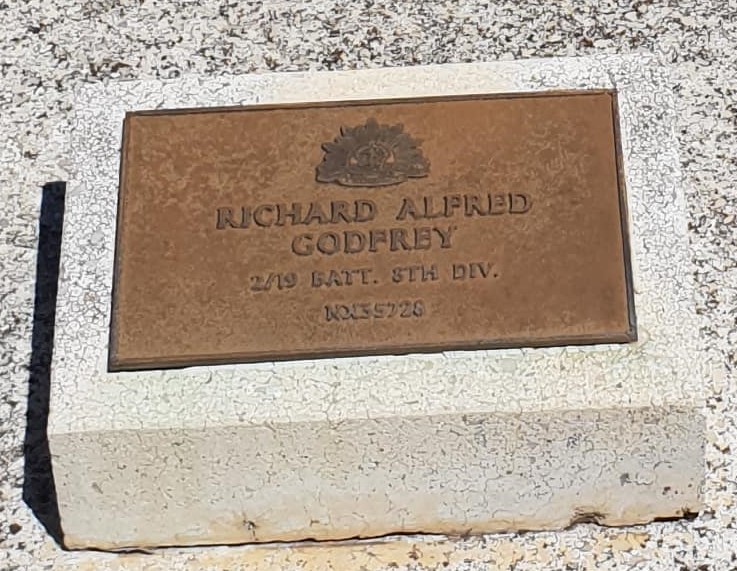 RICHARD ALFRED
GODFREY
2/19 BATT. 8TH DIV.
NX35728